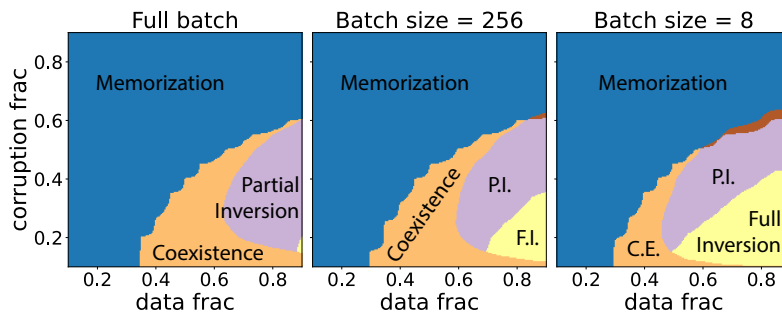 Full batch
Batch size = 256
Batch size = 8
corruption frac
0.8
0.6
0.4
0.2
Memorization
Partial
Inversion
Coexistence
0.2 0.4 0.6 0.8
data frac
Memorization
Coexistence
P.I.
F.I.
0.2 0.4 0.6 0.8
data frac
Memorization
P.I.
Full
Inversion
C.E.
0.2 0.4 0.6 0.8
data frac